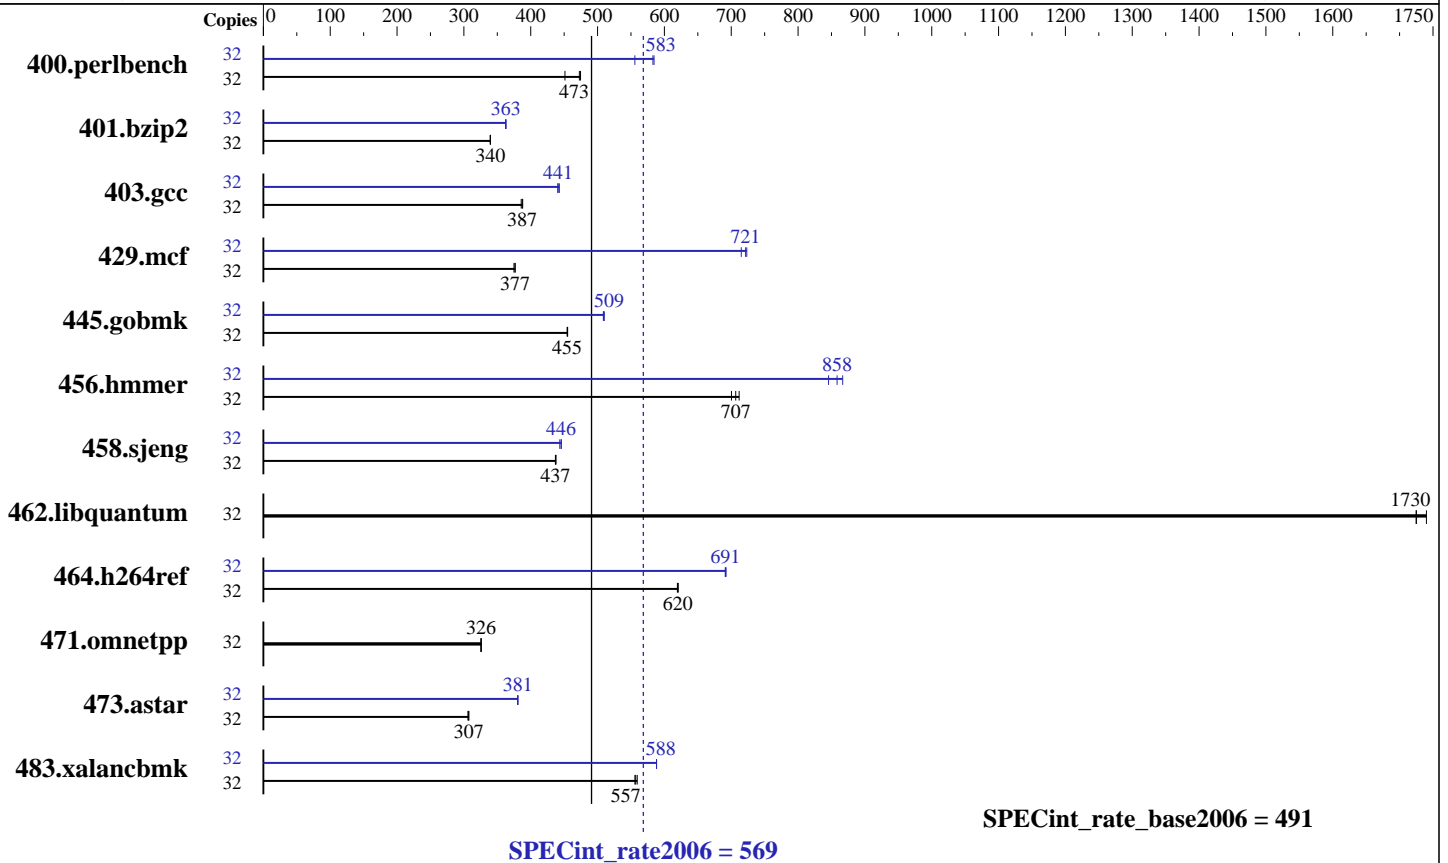 Copies 0 100 200 300 400 500 600 700 800 900 1000 1100 1200 1300 1400 1500 1600 1750
400.perlbench 32 583
32 473
401.bzip2 32 363
32 340
403.gcc 32 441
32 387
429.mcf 32 721
32 377
445.gobmk 32 509
32 455
456.hmmer 32 858
32 707
458.sjeng 32 446
32 437
462.libquantum 32 1730
464.h264ref 32 691
32 620
471.omnetpp 32 326
473.astar 32 381
32 307
483.xalancbmk 32 588
32 557
SPECint_rate_base2006 = 491
SPECint_rate2006 = 569